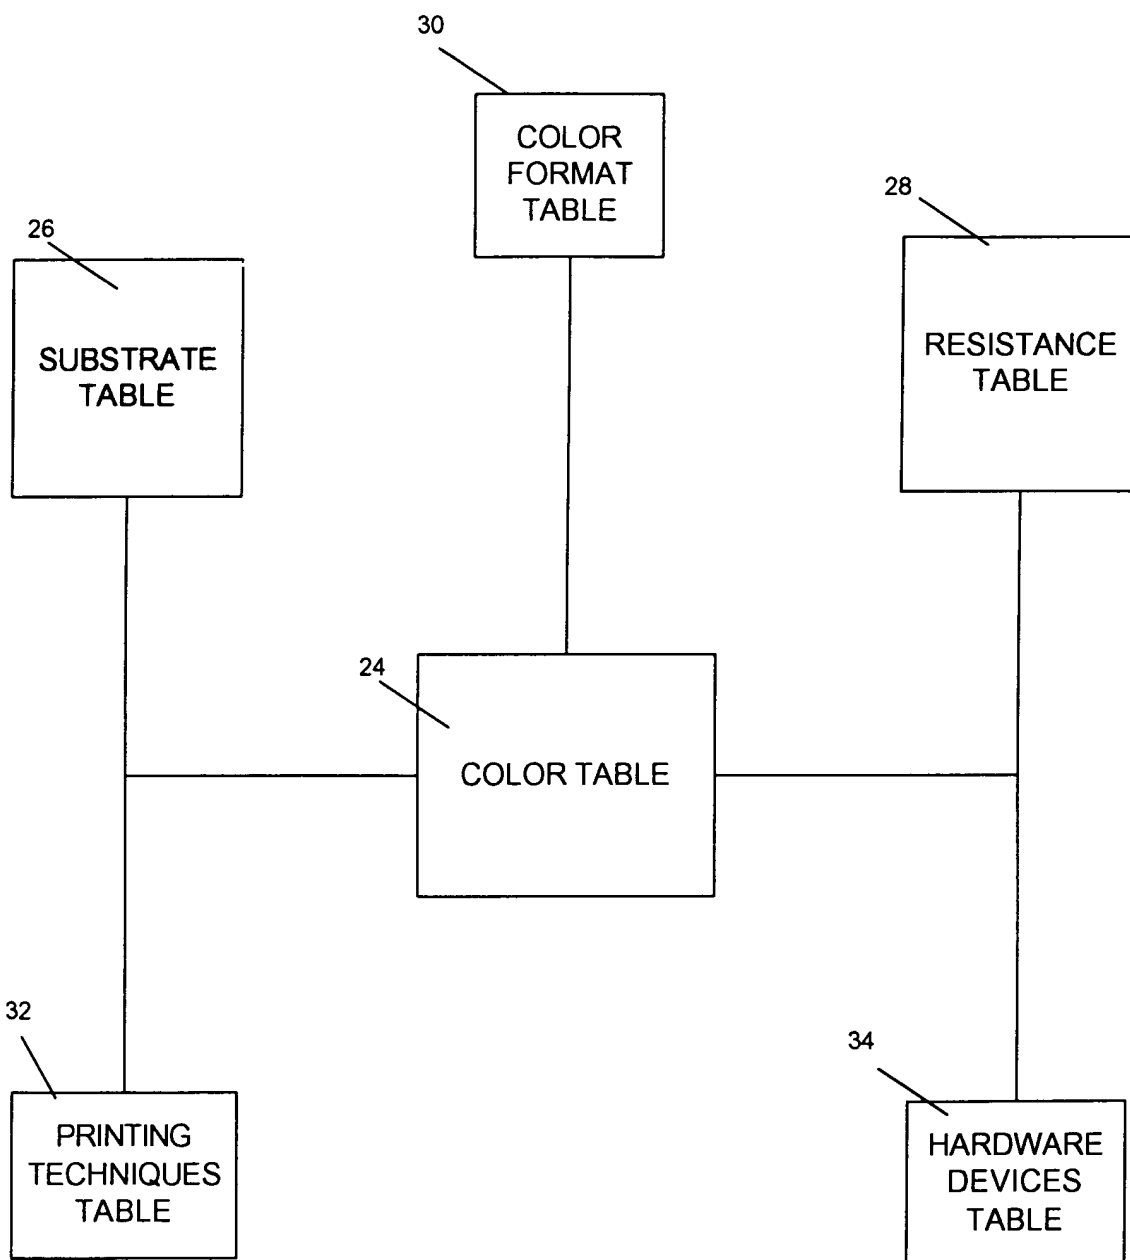 30
COLOR
FORMAT
TABLE
28
RESISTANCE
TABLE
26
SUBSTRATE
TABLE
24
COLOR TABLE
32
PRINTING
TECHNIQUES
TABLE
34
HARDWARE
DEVICES
TABLE